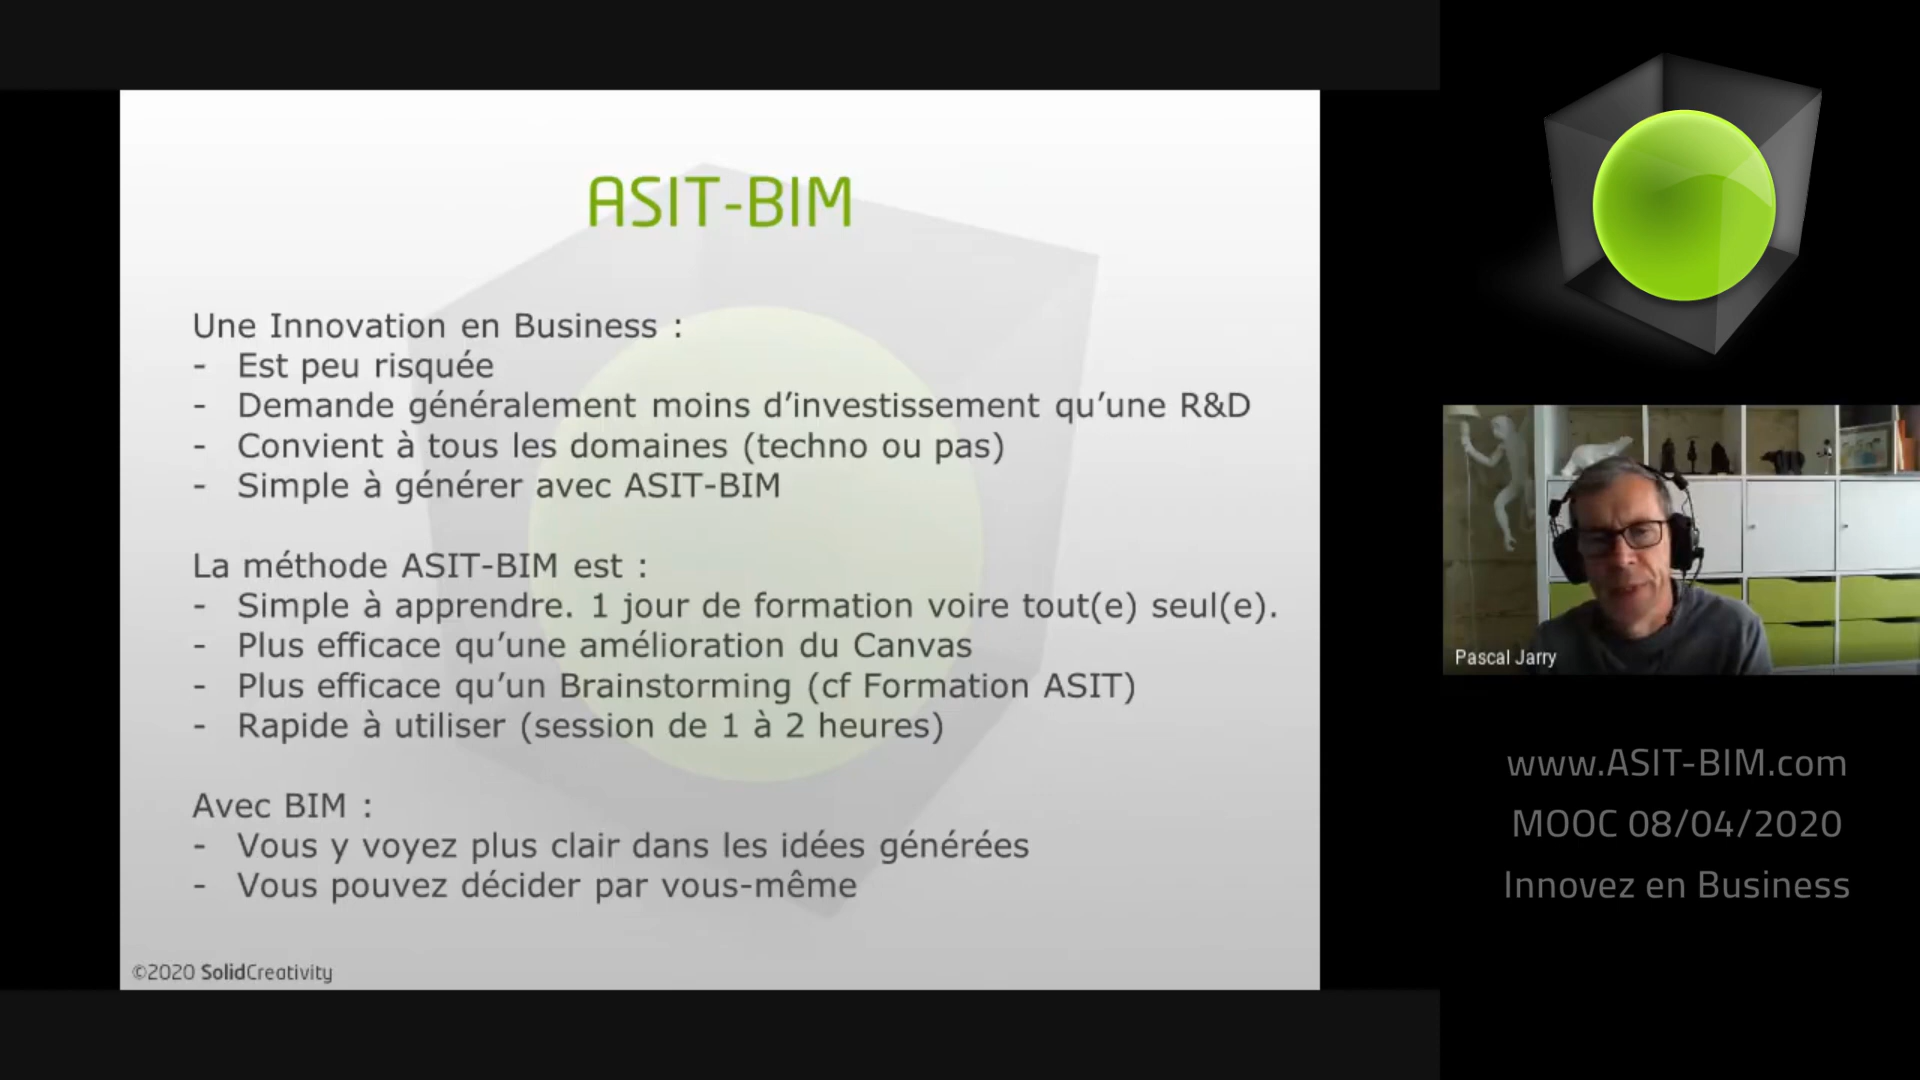 ASIT-BIM
Une Innovation en Business :
- Est peu risquée
- Demande généralement moins d’investissement qu’une R&D
- Convient à tous les domaines (techno ou pas)
- Simple à générer avec ASIT-BIM
La méthode ASIT-BIM est :
- Simple à apprendre. 1 jour de formation voire tout(e) seul(e).
- Plus efficace qu’une amélioration du Canvas
- Plus efficace qu’un Brainstorming (cf Formation ASIT)
- Rapide à utiliser (session de 1 à 2 heures)
Avec BIM :
- Vous y voyez plus clair dans les idées générées
- Vous pouvez décider par vous-même
©2020 SolidCreativity
Pascal Jarry
www.ASIT-BIM.com
MOOC 08/04/2020
Innovez en Business